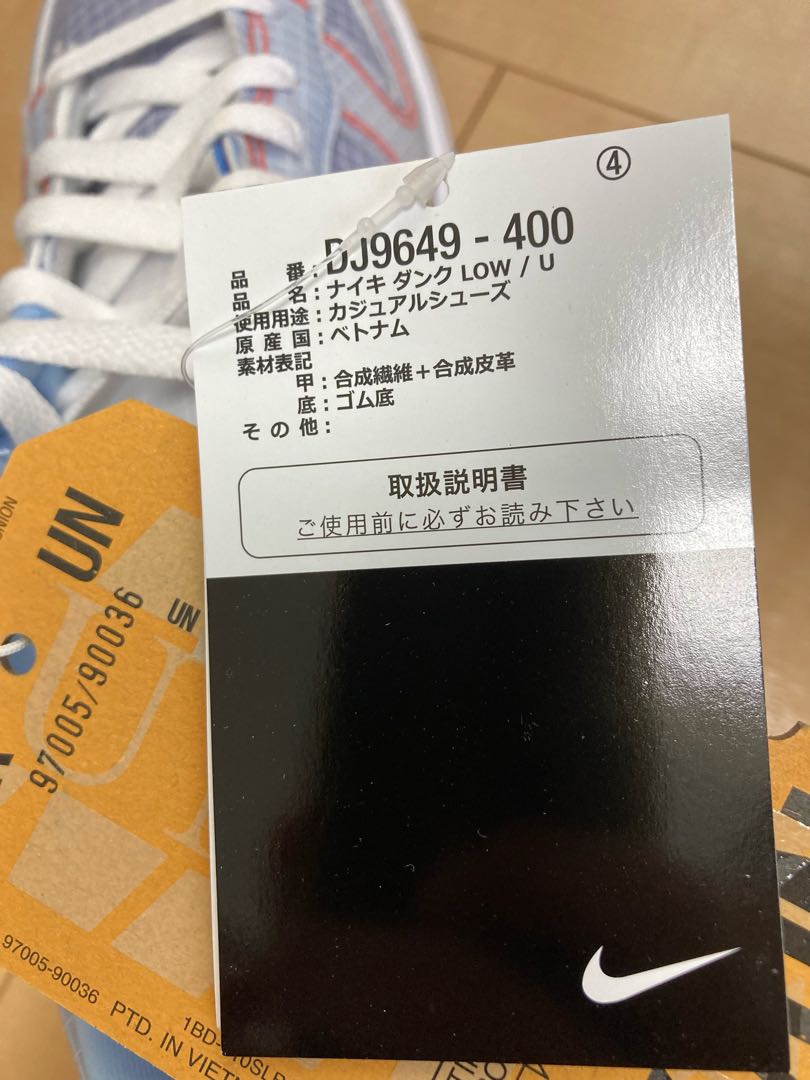 ④
品番:DJ9649 - 400
品名:ナイキ ダンク LOW / U
使用用途:カジュアルシューズ
原産国:ベトナム
素材表記
甲:合成繊維+合成皮革
底:ゴム底
その他:
取扱説明書
ご使用前に必ずお読み下さい
UN
97005/90036
UN
97005-90036
PTD. IN